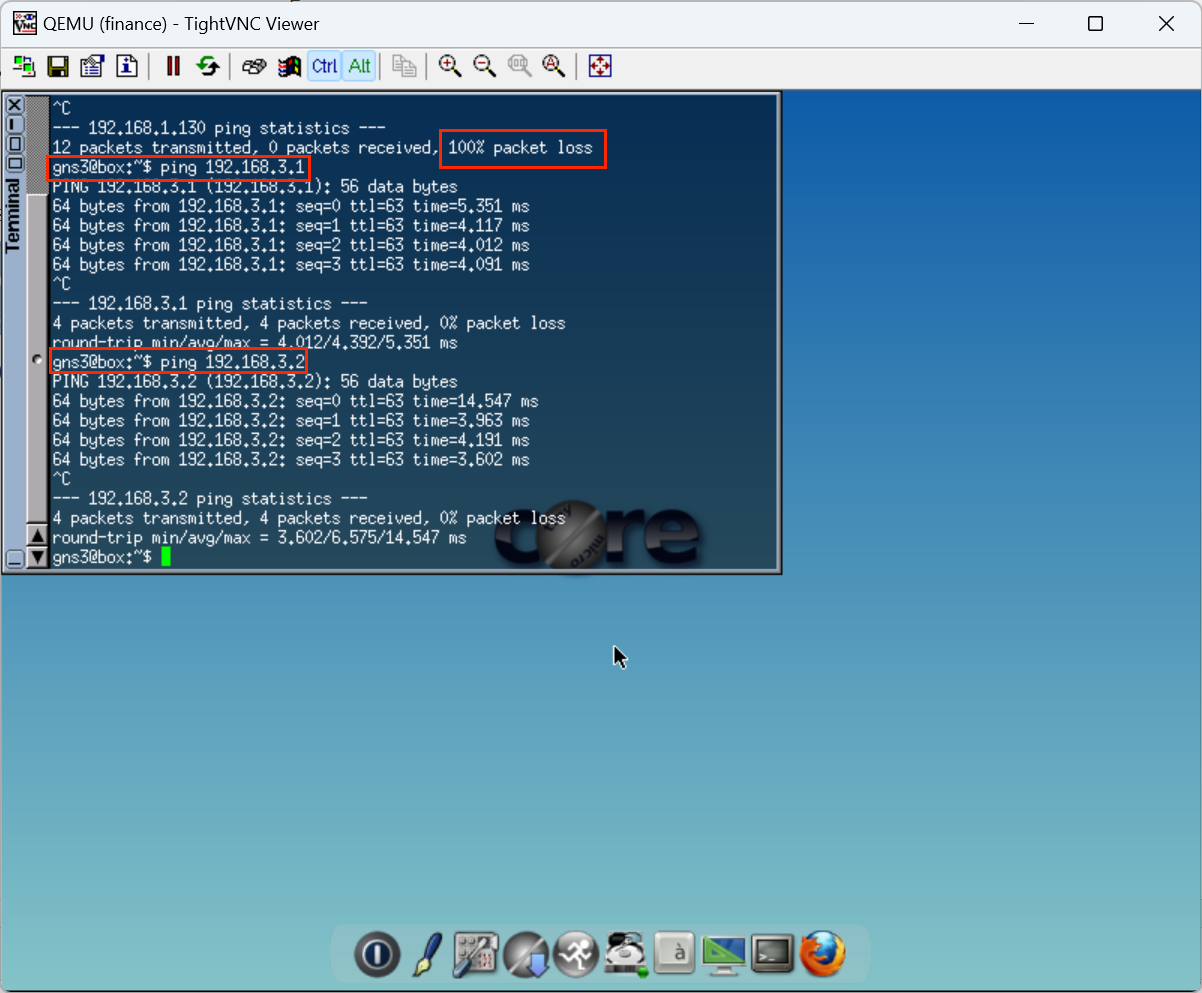 QEMU (finance) - TightVNC Viewer
Ctrl Alt
Terminal
^C
--- 192.168.1.130 ping statistics ---
12 packets transmitted, 0 packets received, 100% packet loss
gns3@box:~$ ping 192.168.3.1
PING 192.168.3.1 (192.168.3.1): 56 data bytes
64 bytes from 192.168.3.1: seq=0 ttl=63 time=5.351 ms
64 bytes from 192.168.3.1: seq=1 ttl=63 time=4.117 ms
64 bytes from 192.168.3.1: seq=2 ttl=63 time=4.012 ms
64 bytes from 192.168.3.1: seq=3 ttl=63 time=4.091 ms
^C
--- 192.168.3.1 ping statistics ---
4 packets transmitted, 4 packets received, 0% packet loss
round-trip min/avg/max = 4.012/4.392/5.351 ms
gns3@box:~$ ping 192.168.3.2
PING 192.168.3.2 (192.168.3.2): 56 data bytes
64 bytes from 192.168.3.2: seq=0 ttl=63 time=14.547 ms
64 bytes from 192.168.3.2: seq=1 ttl=63 time=3.963 ms
64 bytes from 192.168.3.2: seq=2 ttl=63 time=4.191 ms
64 bytes from 192.168.3.2: seq=3 ttl=63 time=3.602 ms
^C
--- 192.168.3.2 ping statistics ---
4 packets transmitted, 4 packets received, 0% packet loss
round-trip min/avg/max = 3.602/6.575/14.547 ms
gns3@box:~$
core
micro
à